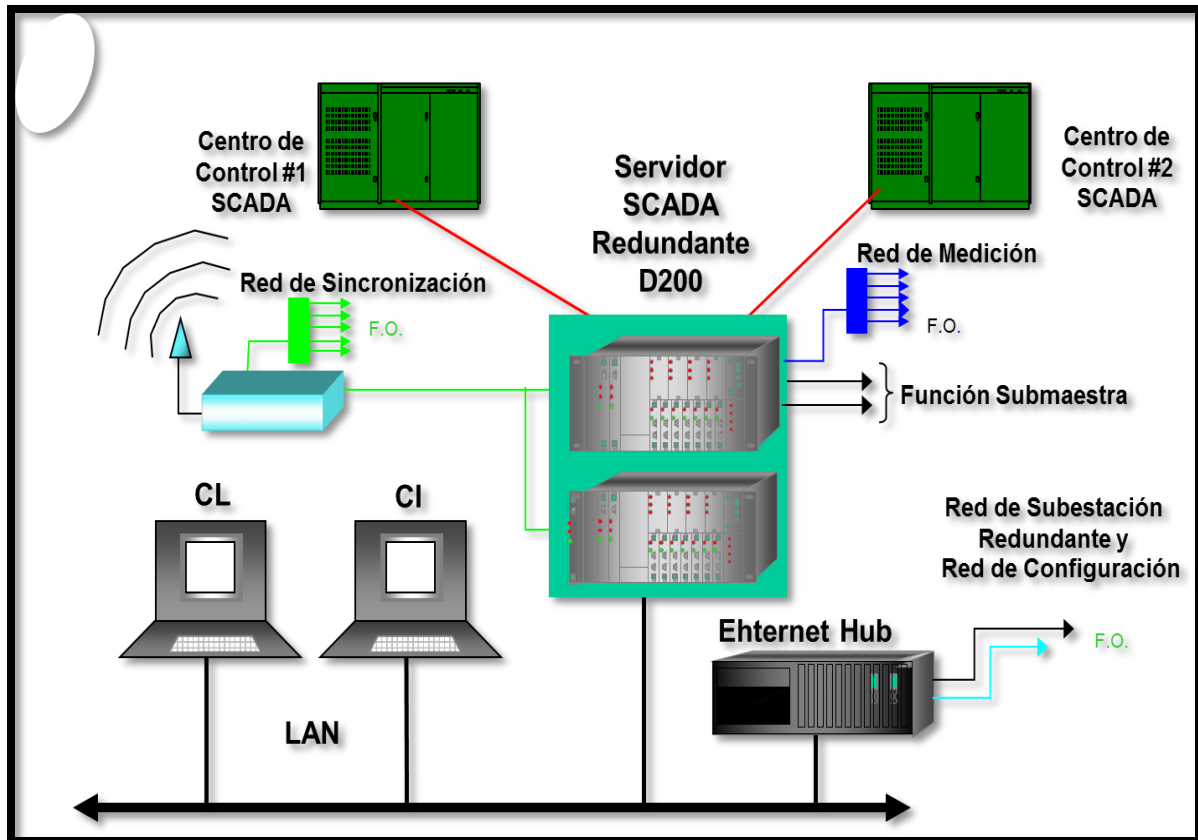 Centro de
Control #1
SCADA
Servidor
SCADA
Redundante
D200
Centro de
Control #2
SCADA
Red de Sincronización
F.O.
Red de Medición
F.O.
Función Submaestra
CL
CI
Red de Subestación
Redundante y
Red de Configuración
Ehternet Hub
F.O.
LAN